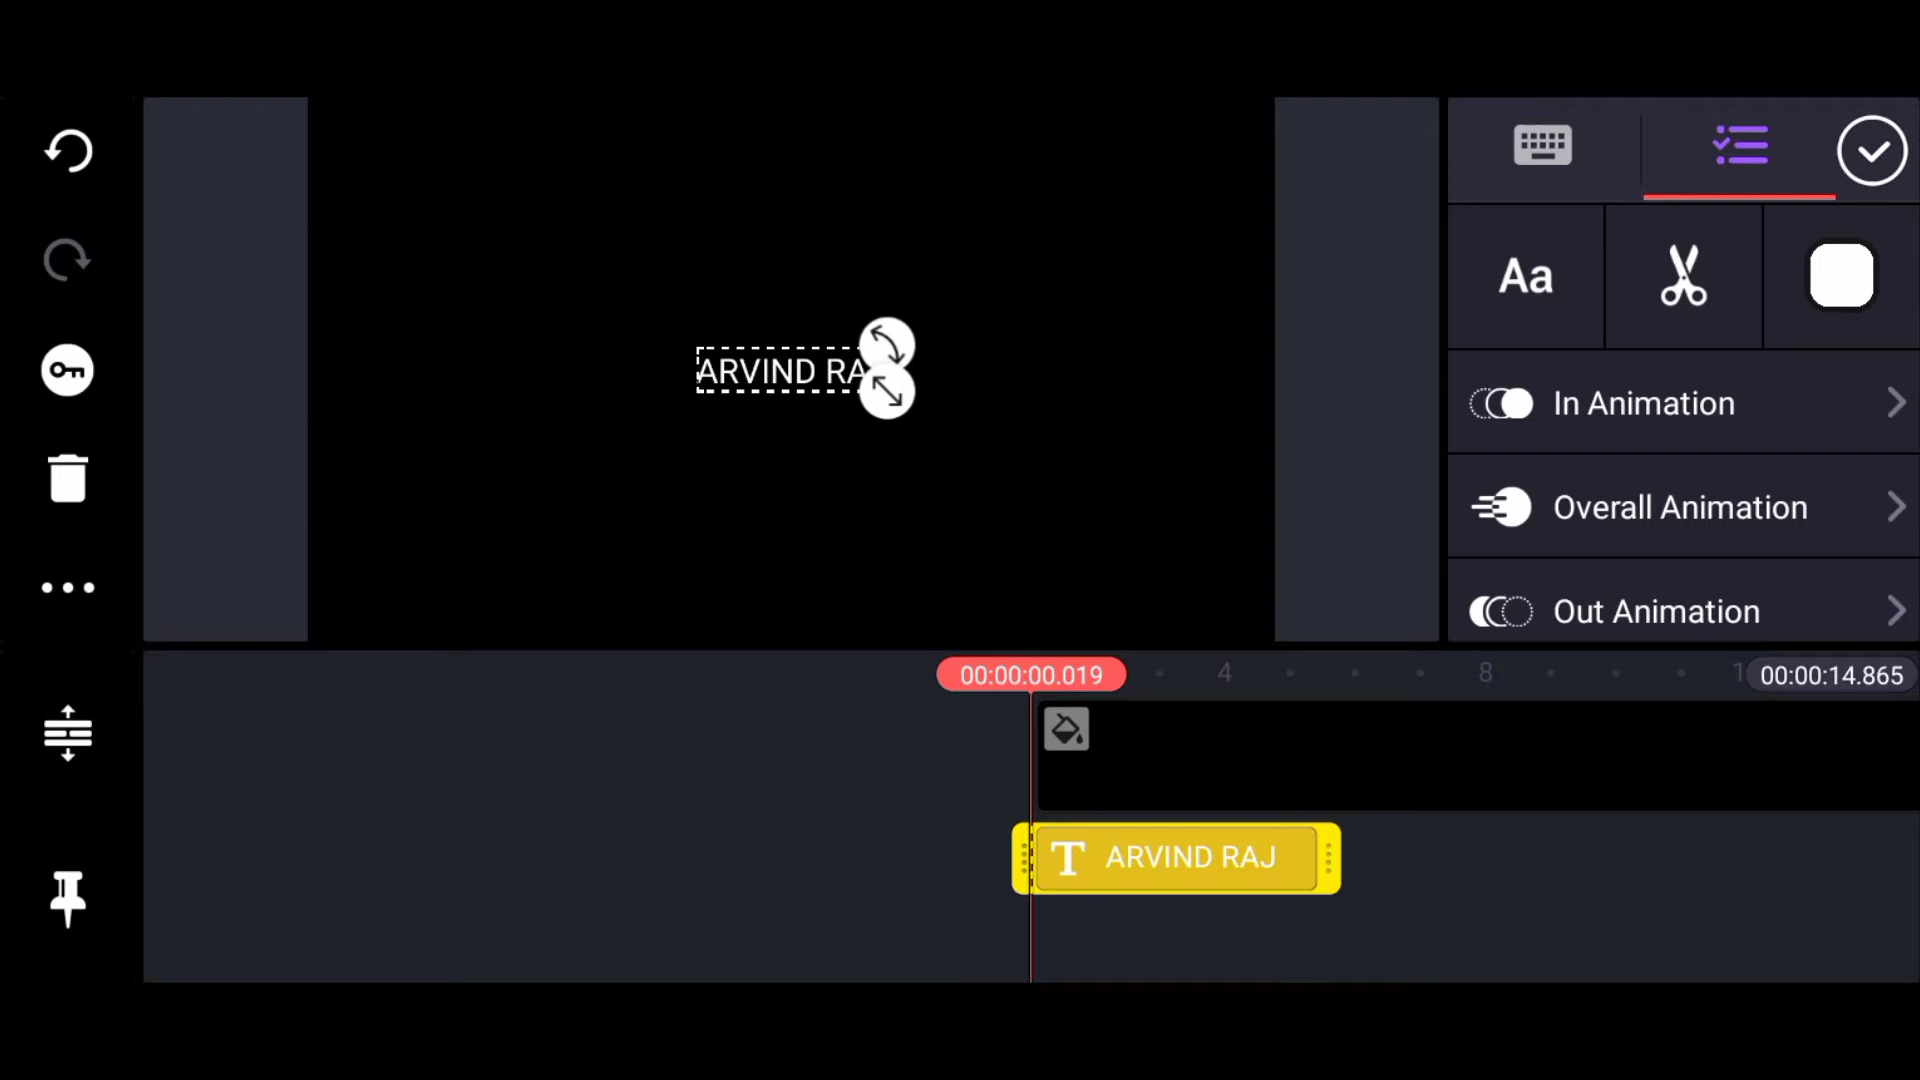 Aa
ARVIND RA
In Animation
Overall Animation
Out Animation
00:00:00.019
4
8
1
00:00:14.865
T ARVIND RAJ